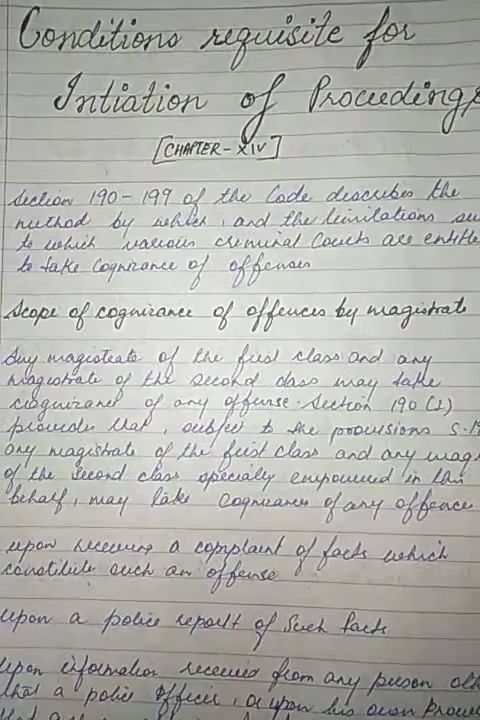 Conditions requisite for
Intiation of Proceedings
[CHAPTER-XIV]
Section 190-199 of the Code describes the
method by which, and the limitations su
to which various criminal Courts are entitle
to take Cognizance of offenses
Scope of cognizance of offences by magistrate
Any magistrate of the first class and any
magistrate of the second class may take
cognizance of any offense. Section 190 (1)
provides that, subject to the provisions S.19
any magistrate of the first class and any mag
of the second class specially empowered in this
behalf, may take Cognizance of any offence
upon receiving a complaint of facts which
constitute such an offense
upon a police report of such facts
upon information received from any person oth
that a police officer, or upon his own